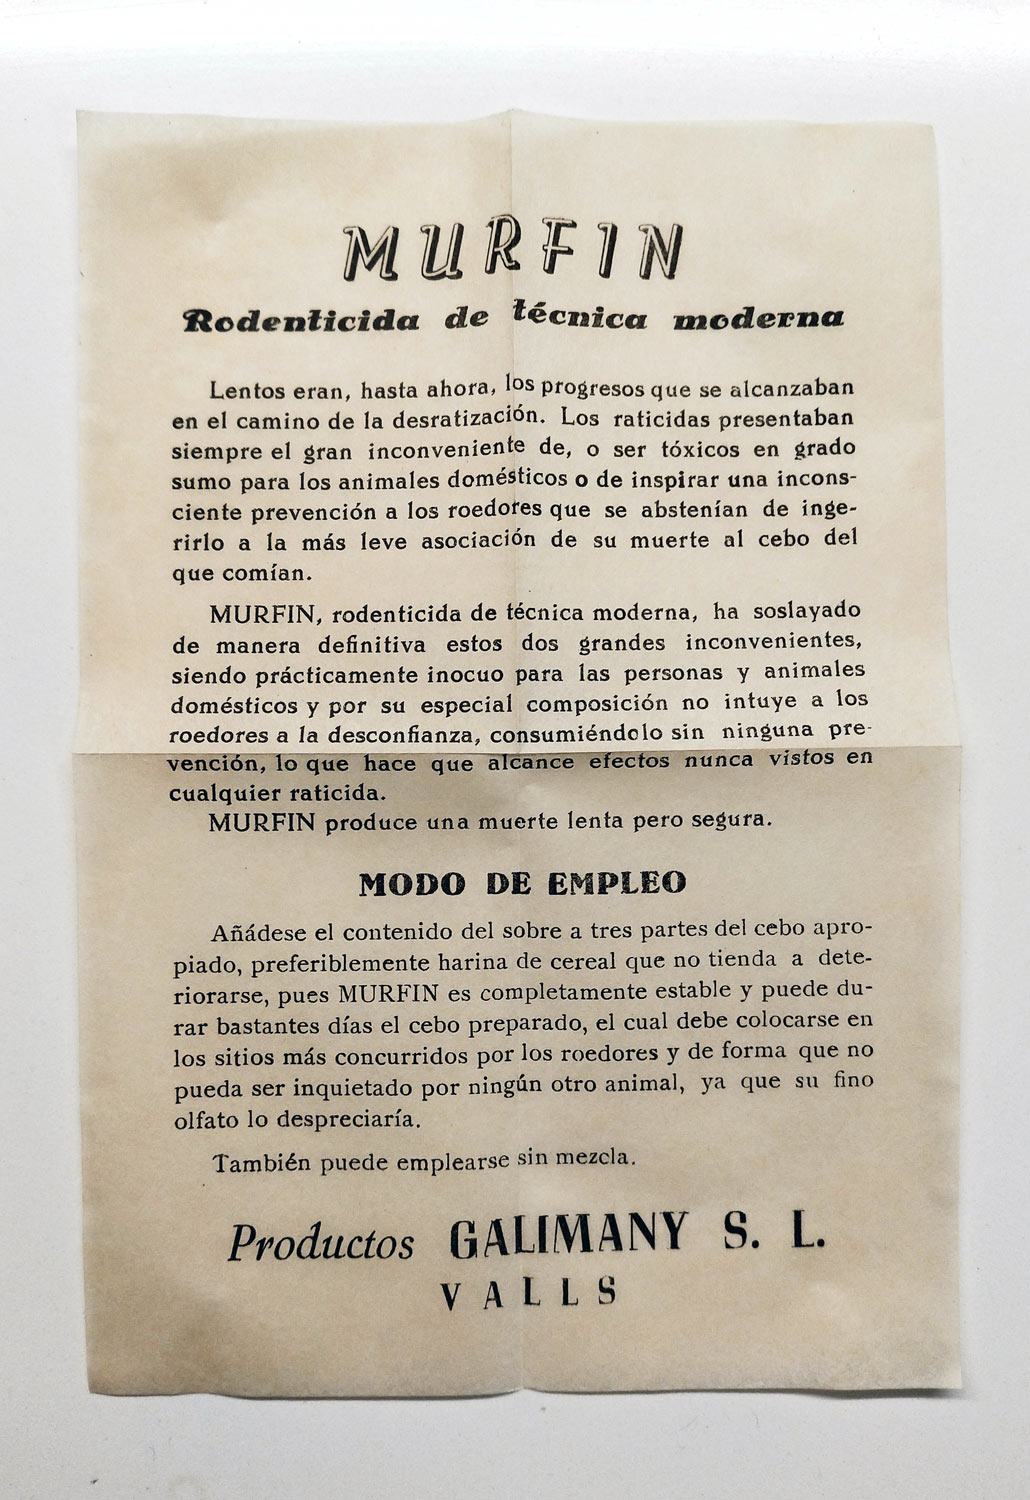 MURFIN
Rodenticida de técnica moderna
Lentos eran, hasta ahora, los progresos que se alcanzaban
en el camino de la desratización. Los raticidas presentaban
siempre el gran inconveniente de, o ser tóxicos en grado
sumo para los animales domésticos o de inspirar una incons-
ciente prevención a los roedores que se abstenían de inge-
rirlo a la más leve asociación de su muerte al cebo del
que comían.
MURFIN, rodenticida de técnica moderna, ha soslayado
de manera definitiva estos dos grandes inconvenientes,
siendo prácticamente inocuo para las personas y animales
domésticos y por su especial composición no intuye a los
roedores a la desconfianza, consumiéndolo sin ninguna pre-
vención, lo que hace que alcance efectos nunca vistos en
cualquier raticida.
MURFIN produce una muerte lenta pero segura.
MODO DE EMPLEO
Añádese el contenido del sobre a tres partes del cebo apro-
piado, preferiblemente harina de cereal que no tienda a dete-
riorarse, pues MURFIN es completamente estable y puede du-
rar bastantes días el cebo preparado, el cual debe colocarse en
los sitios más concurridos por los roedores y de forma que no
pueda ser inquietado por ningún otro animal, ya que su fino
olfato lo despreciaría.
También puede emplearse sin mezcla.
Productos GALIMANY S. L.
VALLS